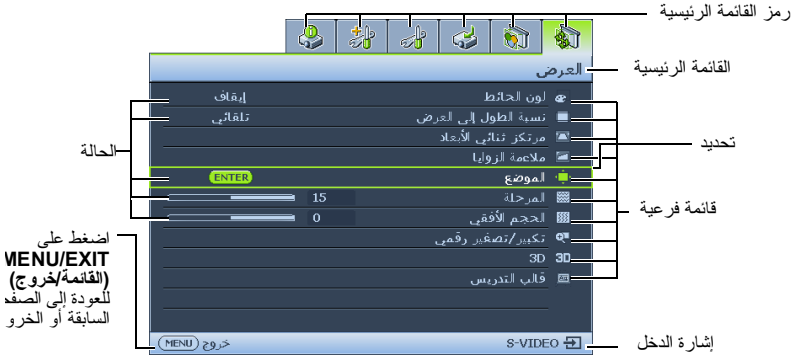 رمز القائمة الرئيسية
القائمة الرئيسية
العرض
لون الحائط
إيقاف
نسبة الطول إلى العرض
تلقائي
مرتكز ثنائي الأبعاد
ملاءمة الزوايا
الموضع
ENTER
المرحلة
15
الحجم الأفقي
0
تكبير/تصغير رقمي
3D
3D
قالب التدريس
S-VIDEO
خروج MENU
تحديد
قائمة فرعية
إشارة الدخل
الحالة
اضغط على
MENU/EXIT
(القائمة/خروج)
للعودة إلى
السابقة أو